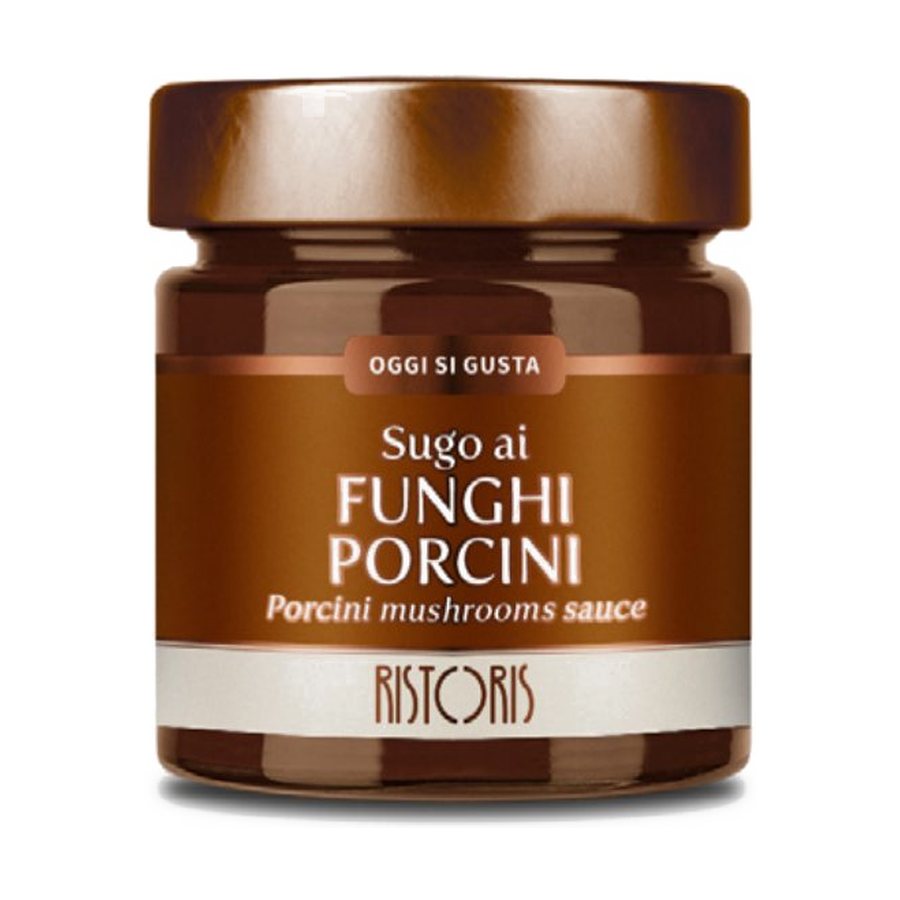 OGGI SI GUSTA
Sugo ai
FUNGHI
PORCINI
Porcini mushrooms sauce
RISTORIS